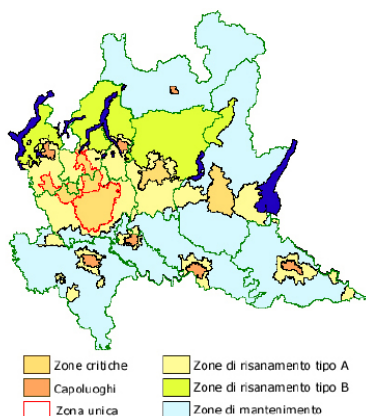 Zone critiche
Zone di risanamento tipo A
Capoluoghi
Zone di risanamento tipo B
Zona unica
Zone di mantenimento